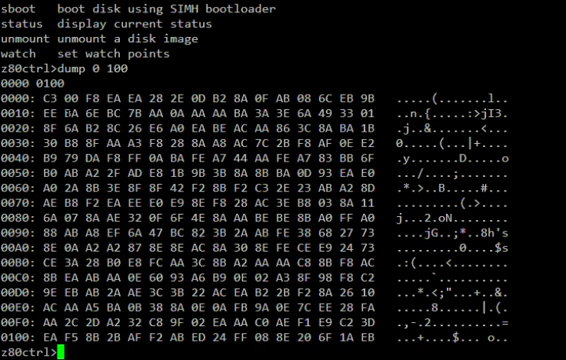 sboot   boot disk using SIMH bootloader
status  display current status
unmount unmount a disk image
watch   set watch points
z80ctrl>dump 0 100
0000 0100
0000: C3 00 F8 EA EA 28 2E 0D B2 8A 0F AB 08 6C EB 9B   .....(.......l..
0010: EE BA 6E BC 7B AA 0A AA AA BA 3A 3E 6A 49 33 01   ..n.{.....:>jI3.
0020: 8F 6A B2 8C 26 E6 A0 EA BE AC AA 86 3C 8A BA 1B   .j..&.......<...
0030: 30 B8 8F AA A3 F8 28 8A A8 AC 7C 2B F8 AF 0E E2   0.....(...|+....
0040: B9 79 DA F8 FF 0A BA FE A7 44 AA FE A7 83 BB 6F   .y.......D.....o
0050: B0 AB A2 2F AD E8 1B 9B 3B 8A 8B BA 0D 93 EA E0   .../....;.......
0060: A0 2A 8B 3E 8F 8F 42 F2 8B F2 C3 2E 23 AB A2 8D   .*.>..B.....#...
0070: AE B8 F2 EA EE E0 E9 8E F8 28 AC 3E B8 03 8A 11   .........(.>....
0080: 6A 07 8A AE 32 0F 6F 4E 8A AA BE BE 8B A0 FF A0   j...2.oN........
0090: 88 AB A8 EF 6A 47 BC 82 3B 2A AB FE 38 68 27 73   ....jG..;*..8h's
00A0: 8E 0A A2 A2 87 8E 8E AC 8A 30 8E FE CE E9 24 73   .........0....$s
00B0: CE 3A 28 B0 E8 FC AA 3C 8B A2 AA AA C8 8B F8 AC   .:(....<........
00C0: 8B EA AB AA 0E 60 93 A6 B9 0E 02 A3 8F 98 F8 C2   .....`..........
00D0: 9E EB AB 2A AE 3C 3B 22 AC EA B2 2B F2 8A 26 10   ...*.<;"...+..&.
00E0: AC AA A5 BA 0B 38 8A 0E 0A FB 9A 0E 7C EE 28 FA   .....8......|.(.
00F0: AA 2C 2D A2 32 C8 9F 02 EA AA C0 AE F1 E9 C2 3D   .,-.2..........=
0100: EA F5 8B 2B AF F2 AB ED 24 FF 08 8E 20 6F 1A EB   ...+....$... o..
z80ctrl>